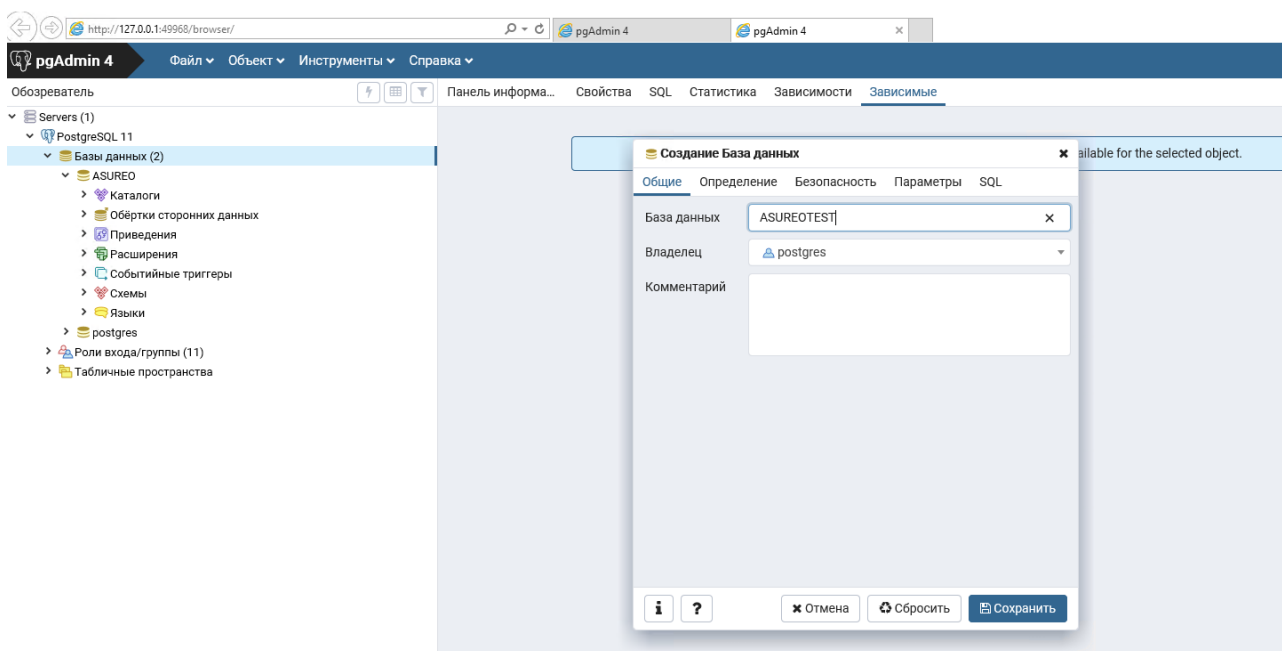 http://127.0.0.1:49968/browser/ pgAdmin 4 pgAdmin 4
pgAdmin 4 Файл Объект Инструменты Справка
Обозреватель Панель информа... Свойства SQL Статистика Зависимости Зависимые
Servers (1)
PostgreSQL 11
Базы данных (2)
ASUREO
Каталоги
Обёртки сторонних данных
Приведения
Расширения
Событийные триггеры
Схемы
Языки
postgres
Роли входа/группы (11)
Табличные пространства
ailable for the selected object.
Создание База данных
Общие Определение Безопасность Параметры SQL
База данных ASUREOTEST
Владелец postgres
Комментарий
i ? Отмена Сбросить Сохранить